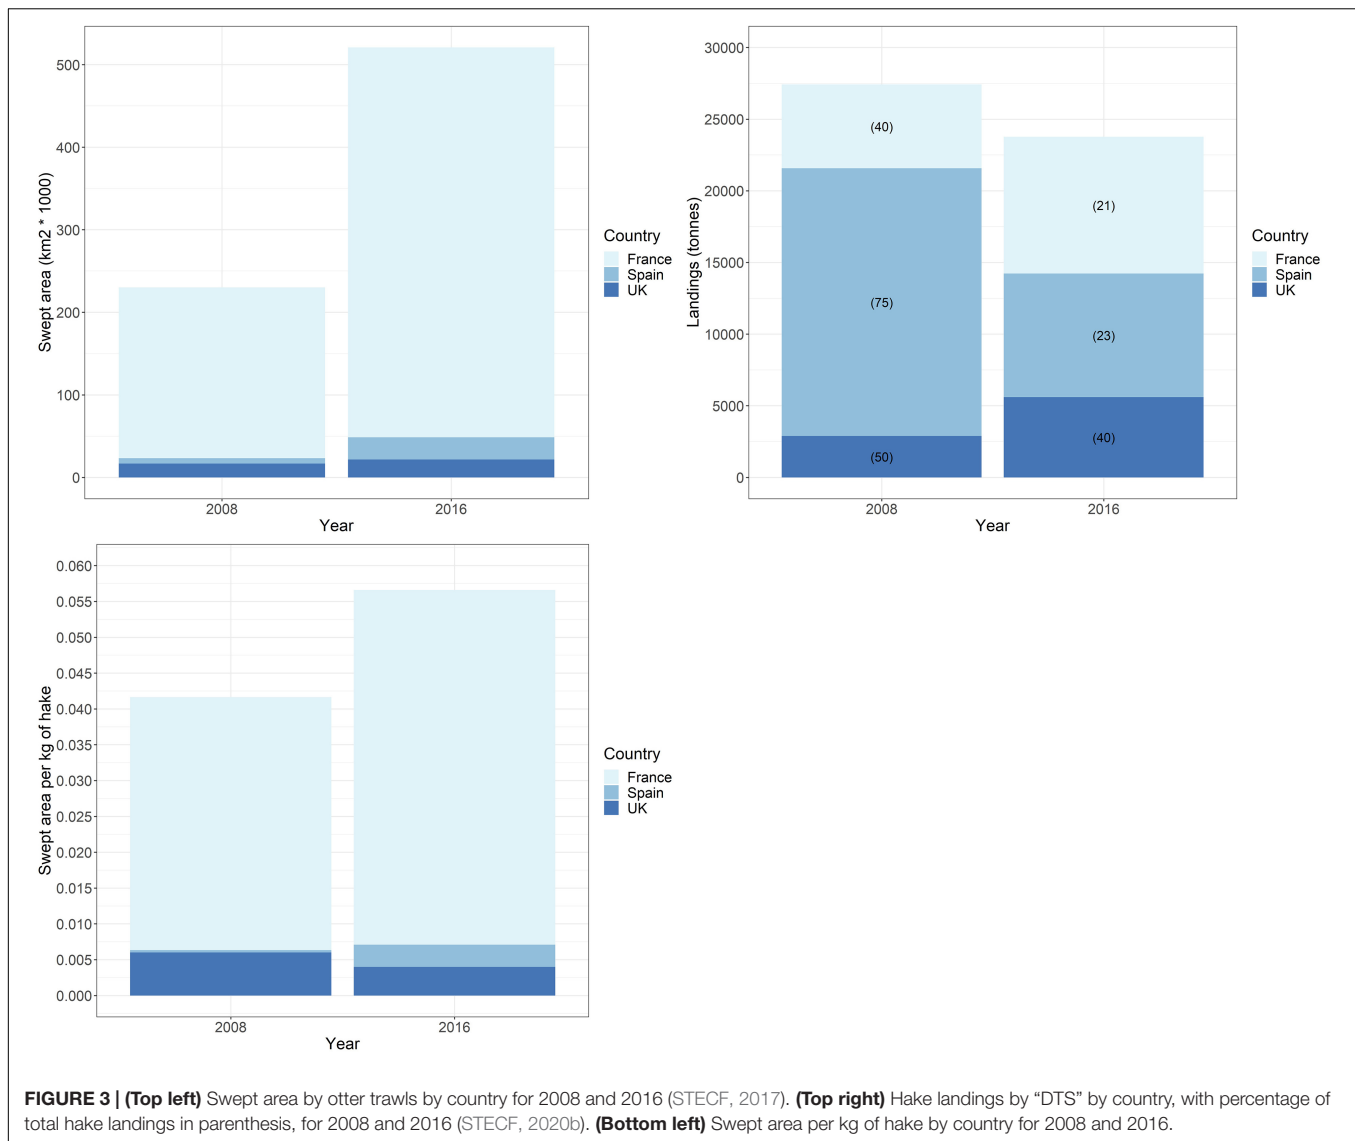 500
400
300
200
100
0
Swept area (km2 * 1000)
2008
2016
Year
Country
France
Spain
UK
30000
25000
20000
15000
10000
5000
0
Landings (tonnes)
(40)
(75)
(50)
(21)
(23)
(40)
2008
2016
Year
Country
France
Spain
UK
0.060
0.055
0.050
0.045
0.040
0.035
0.030
0.025
0.020
0.015
0.010
0.005
0.000
Swept area per kg of hake
2008
2016
Year
Country
France
Spain
UK
FIGURE 3 | (Top left) Swept area by otter trawls by country for 2008 and 2016 (STECF, 2017). (Top right) Hake landings by “DTS” by country, with percentage of
total hake landings in parenthesis, for 2008 and 2016 (STECF, 2020b). (Bottom left) Swept area per kg of hake by country for 2008 and 2016.